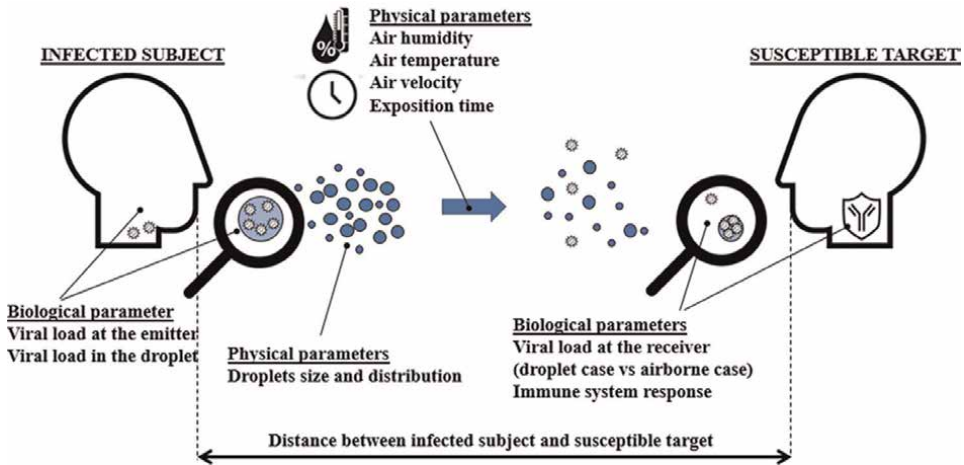 Physical parameters
Air humidity
Air temperature
Air velocity
Exposition time
INFECTED SUBJECT
SUSCEPTIBLE TARGET
%
Biological parameter
Viral load at the emitter
Viral load in the droplet
Physical parameters
Droplets size and distribution
Biological parameters
Viral load at the receiver
(droplet case vs airborne case)
Immune system response
Distance between infected subject and susceptible target